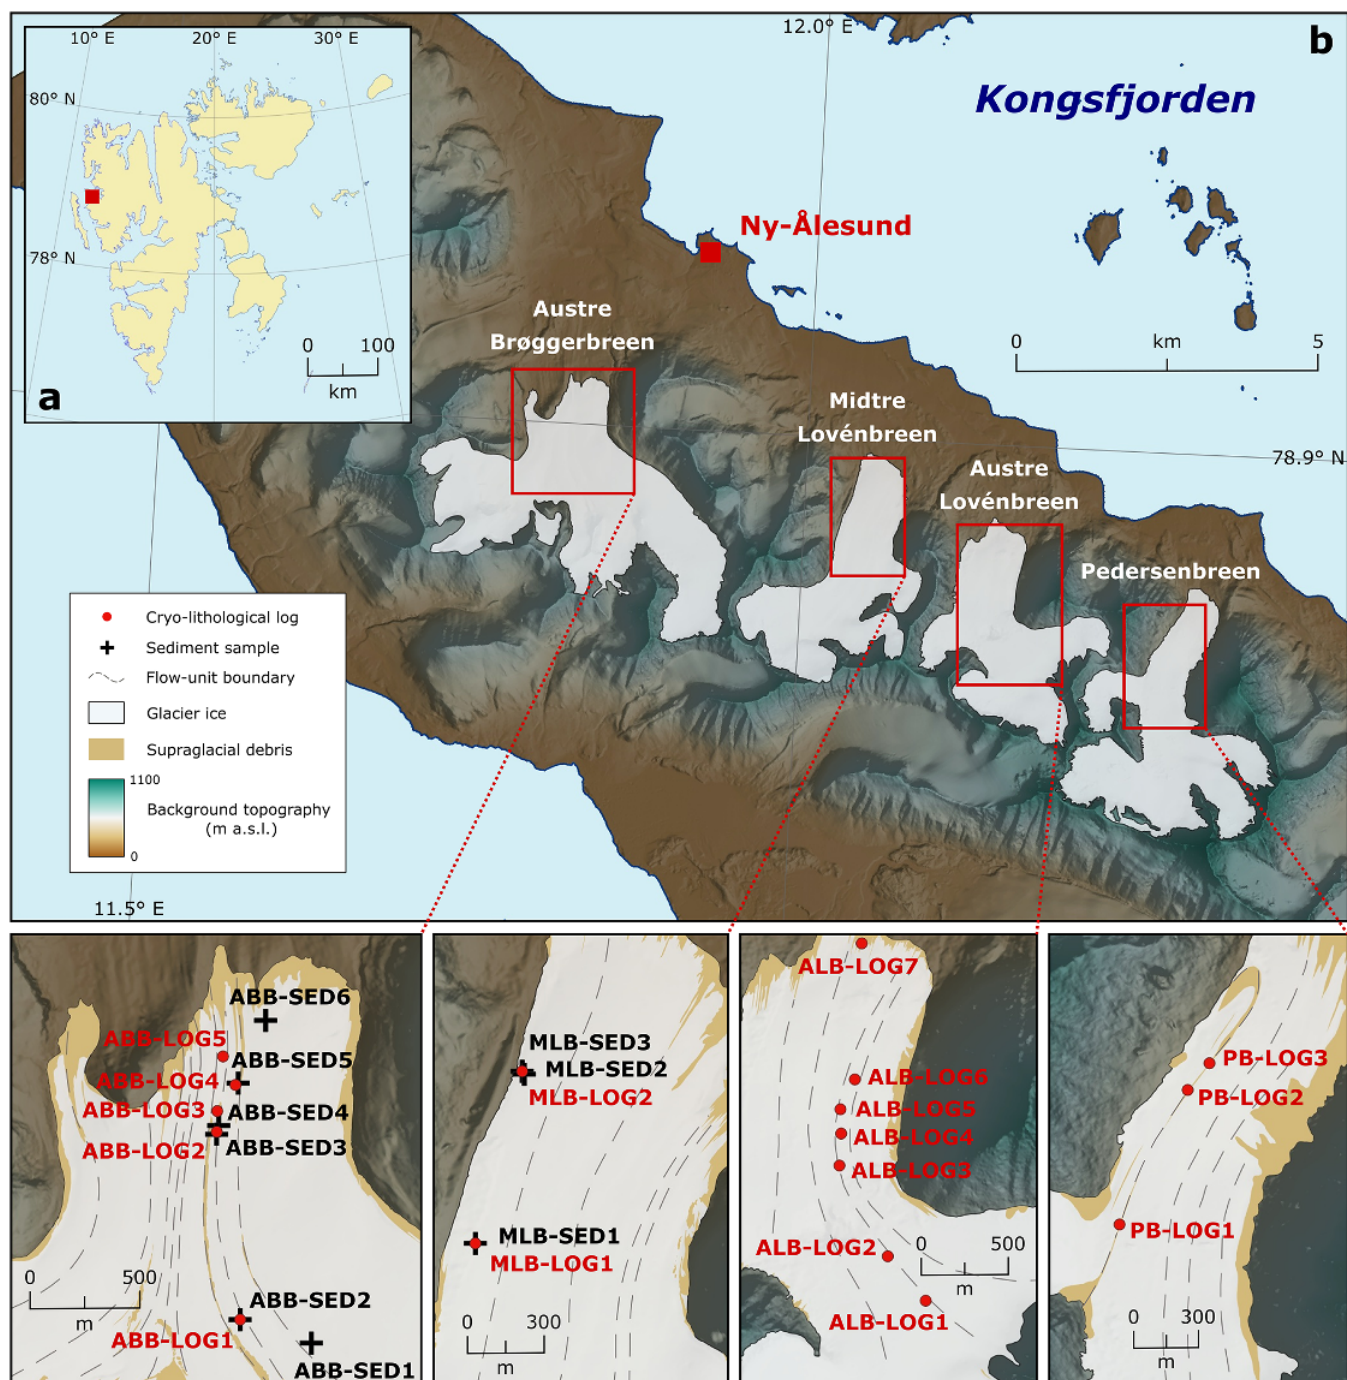 10° E
20° E
30° E
80° N
78° N
0
100
km
a
12.0° E
b
Kongsfjorden
Ny-Ålesund
0
km
5
Austre
Brøggerbreen
Midtre
Lovénbreen
78.9° N
Austre
Lovénbreen
Pedersenbreen
Cryo-lithological log
Sediment sample
Flow-unit boundary
Glacier ice
Supraglacial debris
1100
Background topography
(m a.s.l.)
0
11.5° E
ABB-SED6
ABB-LOG5
ABB-SED5
ABB-LOG4
ABB-LOG3
ABB-SED4
ABB-LOG2
ABB-SED3
0
500
m
ABB-SED2
ABB-LOG1
ABB-SED1
MLB-SED3
MLB-SED2
MLB-LOG2
MLB-SED1
MLB-LOG1
0
300
m
ALB-LOG7
ALB-LOG6
ALB-LOG5
ALB-LOG4
ALB-LOG3
ALB-LOG2
0
500
m
ALB-LOG1
PB-LOG3
PB-LOG2
PB-LOG1
0
300
m